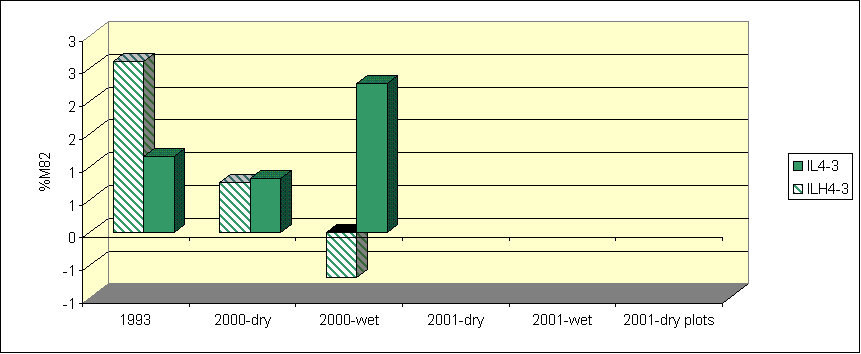 3
3
2
2
1
1
0
-1
-1
%M82
1993
2000-dry
2000-wet
2001-dry
2001-wet
2001-dry plots
IL4-3
ILH4-3